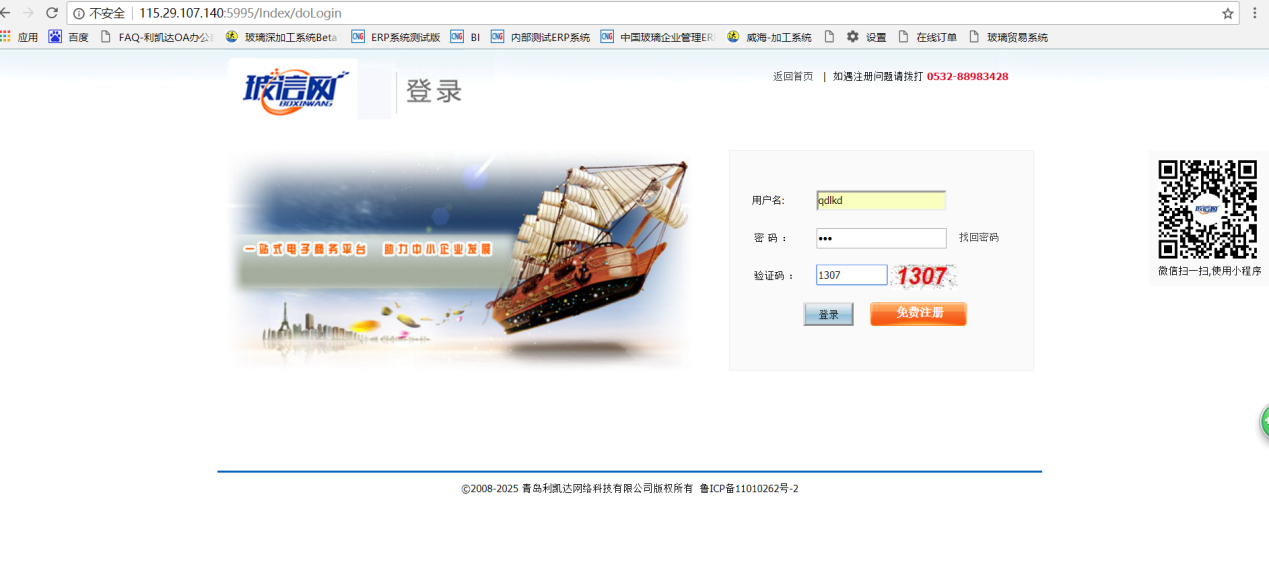 不安全 115.29.107.140:5995/Index/doLogin
应用 百度 FAQ-利凯达OA办公 玻璃深加工系统Beta ERP系统测试版 BI 内部测试ERP系统 中国玻璃企业管理ER 威海-加工系统 设置 在线订单 玻璃贸易系统
玻信网 BOXINWANG 登录
返回首页 | 如遇注册问题请拨打 0532-88983428
一站式电子商务平台 助力中小企业发展
用户名: qdlkd
密 码 : •••
找回密码
验证码 : 1307 1307
登录 免费注册
微信扫一扫,使用小程序
©2008-2025 青岛利凯达网络科技有限公司版权所有 鲁ICP备11010262号-2